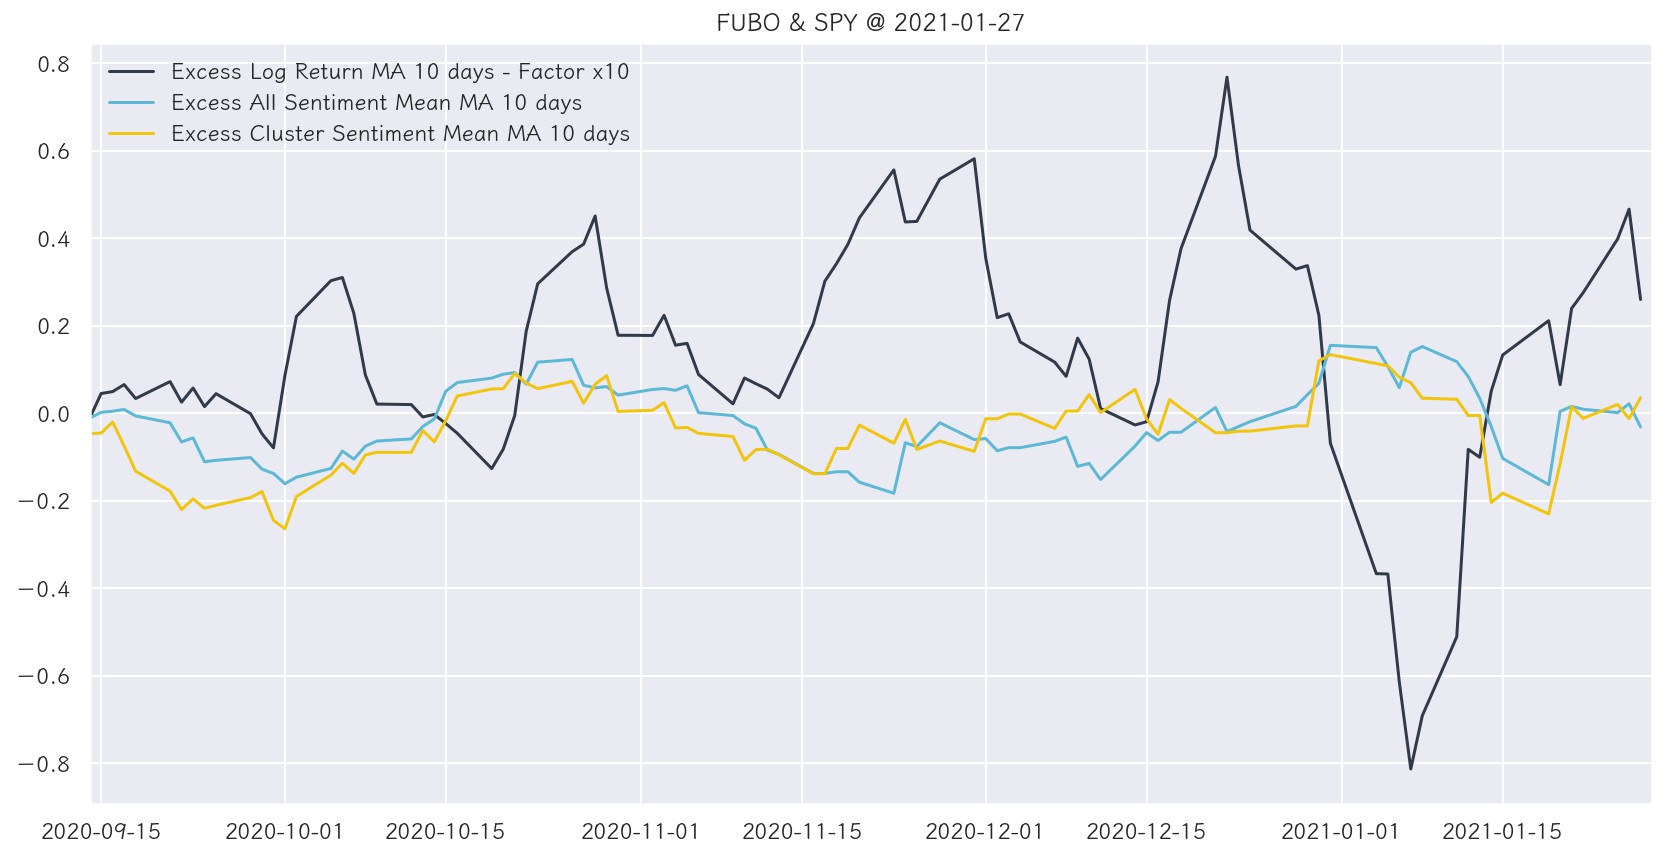 FUBO & SPY @ 2021-01-27
Excess Log Return MA 10 days - Factor x10
Excess All Sentiment Mean MA 10 days
Excess Cluster Sentiment Mean MA 10 days
0.8
0.6
0.4
0.2
0.0
−0.2
−0.4
−0.6
−0.8
2020-09-15 2020-10-01 2020-10-15 2020-11-01 2020-11-15 2020-12-01 2020-12-15 2021-01-01 2021-01-15